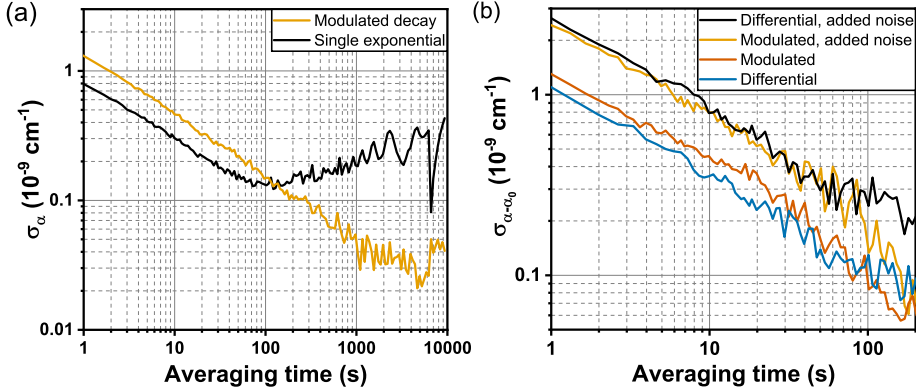 (a)
Modulated decay
Single exponential
1
0.1
0.01
σα (10-9 cm-1)
1
10
100
1000
10000
Averaging time (s)
(b)
Differential, added noise
Modulated, added noise
Modulated
Differential
1
0.1
σα-α0 (10-9 cm-1)
1
10
100
Averaging time (s)